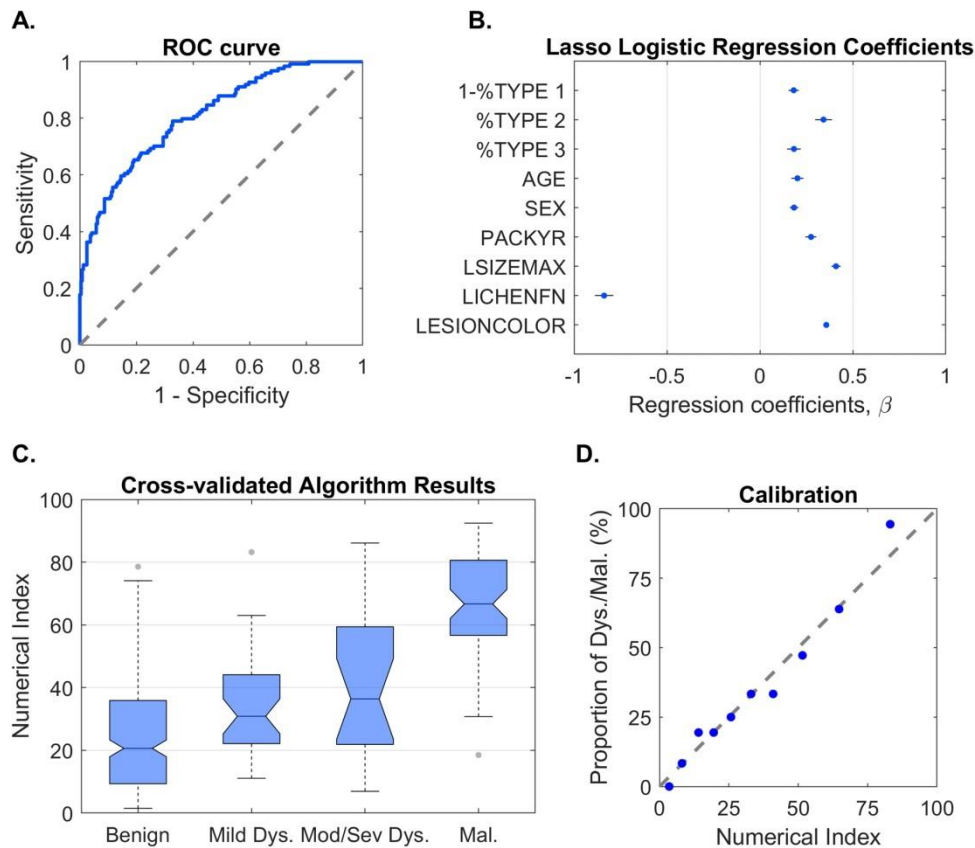 A.
ROC curve
1
0.8
0.6
0.4
0.2
0
Sensitivity
0 0.2 0.4 0.6 0.8 1
1 - Specificity
B.
Lasso Logistic Regression Coefficients
1-%TYPE 1
%TYPE 2
%TYPE 3
AGE
SEX
PACKYR
LSIZEMAX
LICHENFN
LESIONCOLOR
-1 -0.5 0 0.5 1
Regression coefficients, β
C.
Cross-validated Algorithm Results
100
80
60
40
20
0
Numerical Index
Benign Mild Dys. Mod/Sev Dys. Mal.
D.
Calibration
100
75
50
25
0
Proportion of Dys./Mal. (%)
0 25 50 75 100
Numerical Index